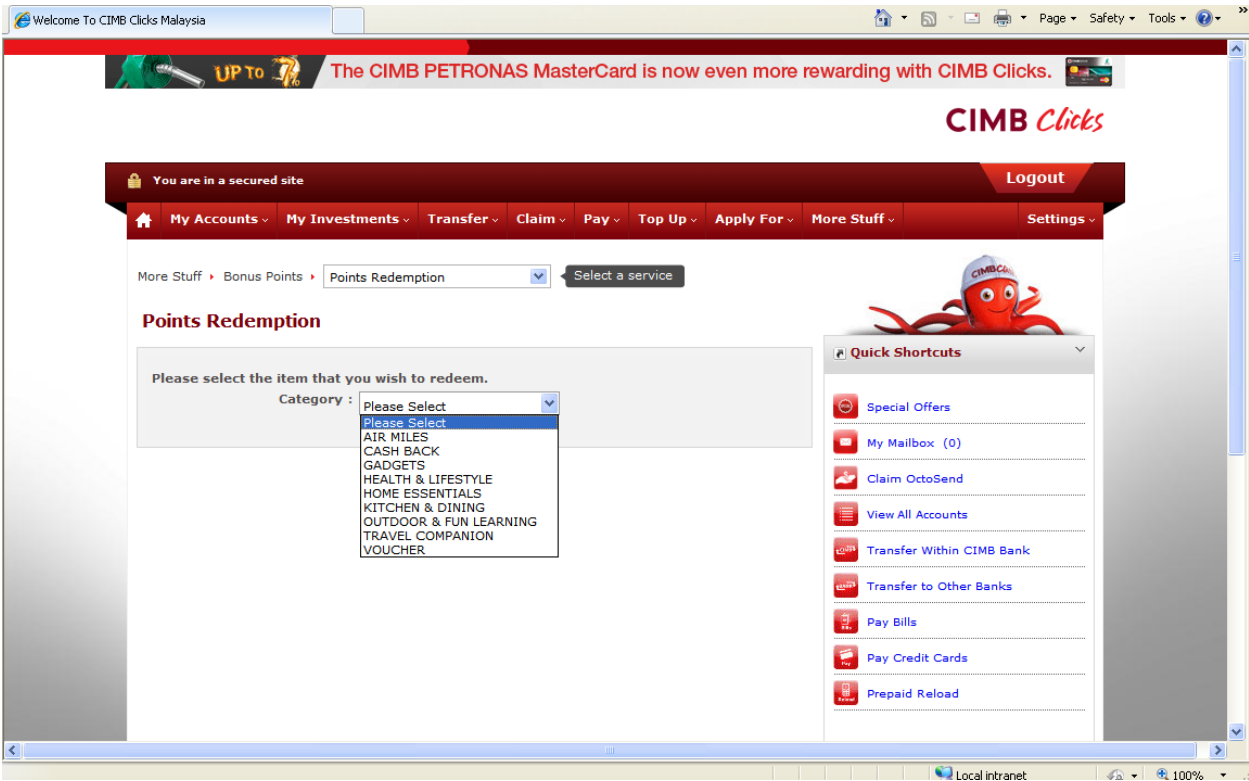 Welcome To CIMB Clicks Malaysia
Page Safety Tools
UP TO The CIMB PETRONAS MasterCard is now even more rewarding with CIMB Clicks.
CIMB Clicks
You are in a secured site
Logout
My Accounts My Investments Transfer Claim Pay Top Up Apply For More Stuff Settings
More Stuff Bonus Points Points Redemption Select a service
Points Redemption
Please select the item that you wish to redeem.
Category : Please Select
Please Select
AIR MILES
CASH BACK
GADGETS
HEALTH & LIFESTYLE
HOME ESSENTIALS
KITCHEN & DINING
OUTDOOR & FUN LEARNING
TRAVEL COMPANION
VOUCHER
Quick Shortcuts
Special Offers
My Mailbox (0)
Claim OctoSend
View All Accounts
Transfer Within CIMB Bank
Transfer to Other Banks
Pay Bills
Pay Credit Cards
Prepaid Reload
Local intranet
100%